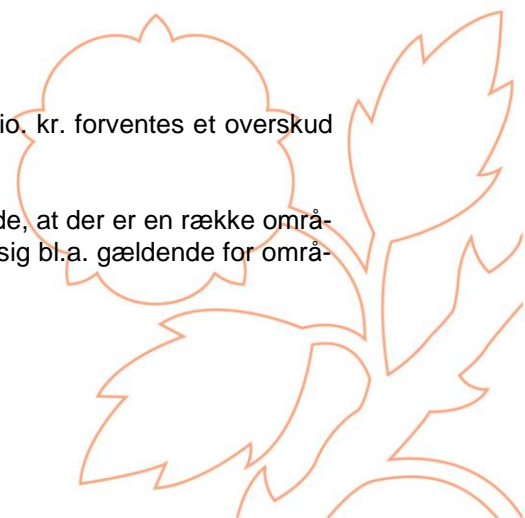 io. kr. forventes et overskud
de, at der er en række områ-
sig bl.a. gældende for områ-